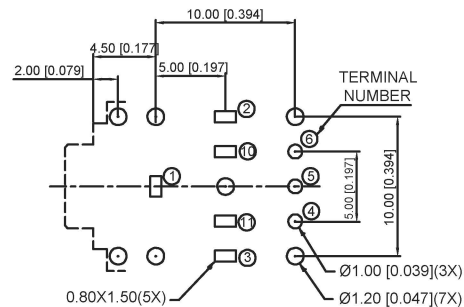 10.00 [0.394]
4.50 [0.177]
2.00 [0.079]
5.00 [0.197]
TERMINAL
NUMBER
2
6
10
1
5
11
4
3
5.00 [0.197]
10.00 [0.394]
0.80X1.50(5X)
Ø1.00 [0.039](3X)
Ø1.20 [0.047](7X)